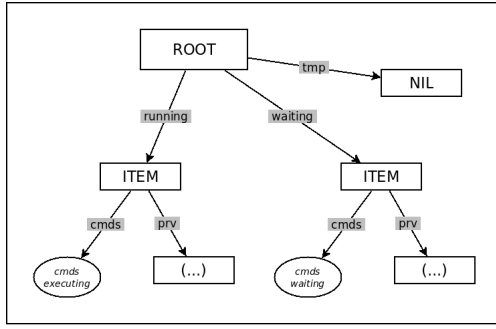 ROOT
tmp
NIL
running
waiting
ITEM
ITEM
cmds
prv
cmds
prv
cmds
executing
(...)
cmds
waiting
(...)